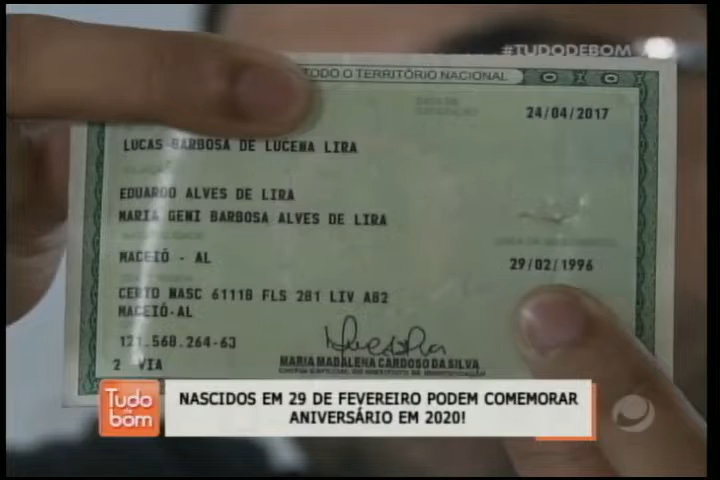 #TUDODEBOM
TODO O TERRITÓRIO NACIONAL
24/04/2017
LUCAS BARBOSA DE LUCENA LIRA
EDUARDO ALVES DE LIRA
MARIA GENI BARBOSA ALVES DE LIRA
MACEIÓ - AL
29/02/1996
CERTD NASC 61118 FLS 281 LIV A82
MACEIÓ-AL
121.568.264-63
2 VIA
MARIA MADALENA CARDOSO DA SILVA
Tudo de bom
NASCIDOS EM 29 DE FEVEREIRO PODEM COMEMORAR
ANIVERSÁRIO EM 2020!